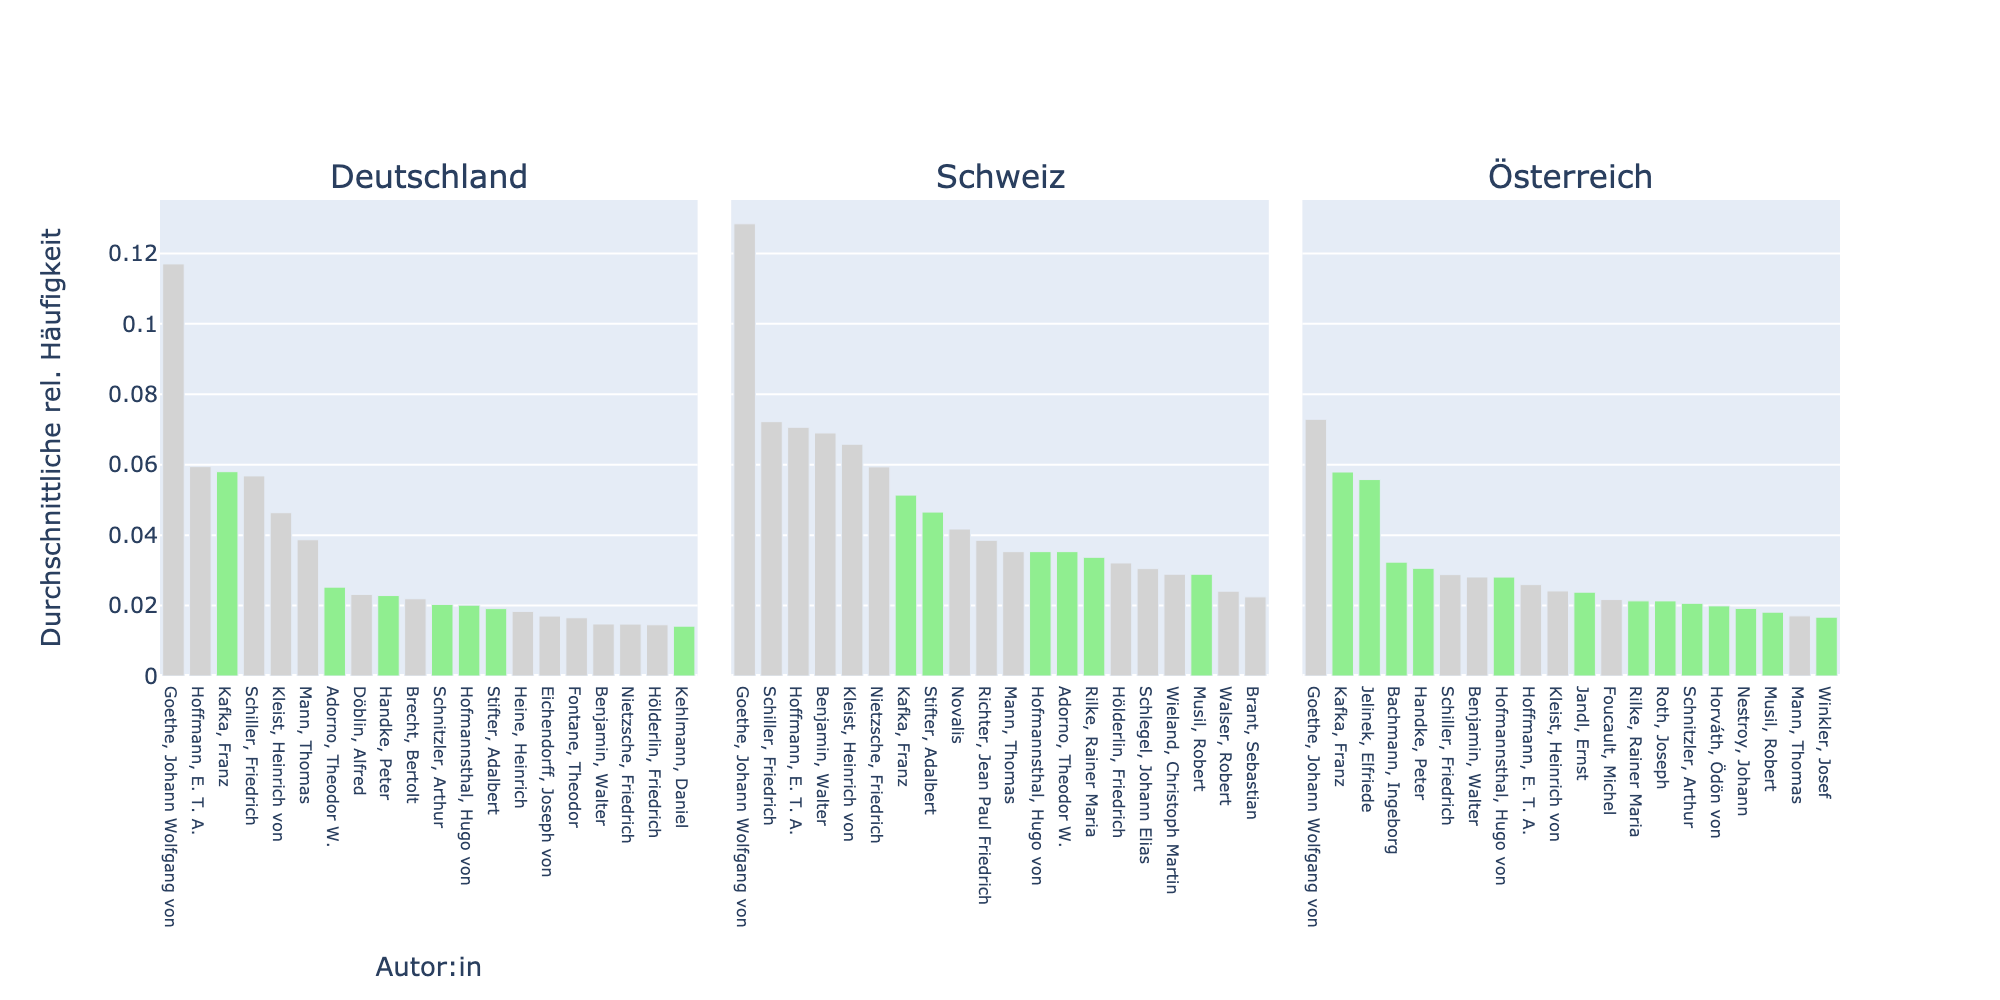 Deutschland
Schweiz
Österreich
Durchschnittliche rel. Häufigkeit
0.12
0.1
0.08
0.06
0.04
0.02
0
Goethe, Johann Wolfgang von
Hoffmann, E. T. A.
Kafka, Franz
Schiller, Friedrich
Kleist, Heinrich von
Mann, Thomas
Adorno, Theodor W.
Döblin, Alfred
Handke, Peter
Brecht, Bertolt
Schnitzler, Arthur
Hofmannsthal, Hugo von
Stifter, Adalbert
Heine, Heinrich
Eichendorff, Joseph von
Fontane, Theodor
Benjamin, Walter
Nietzsche, Friedrich
Hölderlin, Friedrich
Kehlmann, Daniel
Goethe, Johann Wolfgang von
Schiller, Friedrich
Hoffmann, E. T. A.
Benjamin, Walter
Kleist, Heinrich von
Nietzsche, Friedrich
Kafka, Franz
Stifter, Adalbert
Novalis
Richter, Jean Paul Friedrich
Mann, Thomas
Hofmannsthal, Hugo von
Adorno, Theodor W.
Rilke, Rainer Maria
Hölderlin, Friedrich
Schlegel, Johann Elias
Wieland, Christoph Martin
Musil, Robert
Walser, Robert
Brant, Sebastian
Goethe, Johann Wolfgang von
Kafka, Franz
Jelinek, Elfriede
Bachmann, Ingeborg
Handke, Peter
Schiller, Friedrich
Benjamin, Walter
Hofmannsthal, Hugo von
Hoffmann, E. T. A.
Kleist, Heinrich von
Jandl, Ernst
Foucault, Michel
Rilke, Rainer Maria
Roth, Joseph
Schnitzler, Arthur
Horváth, Ödön von
Nestroy, Johann
Musil, Robert
Mann, Thomas
Winkler, Josef
Autor:in